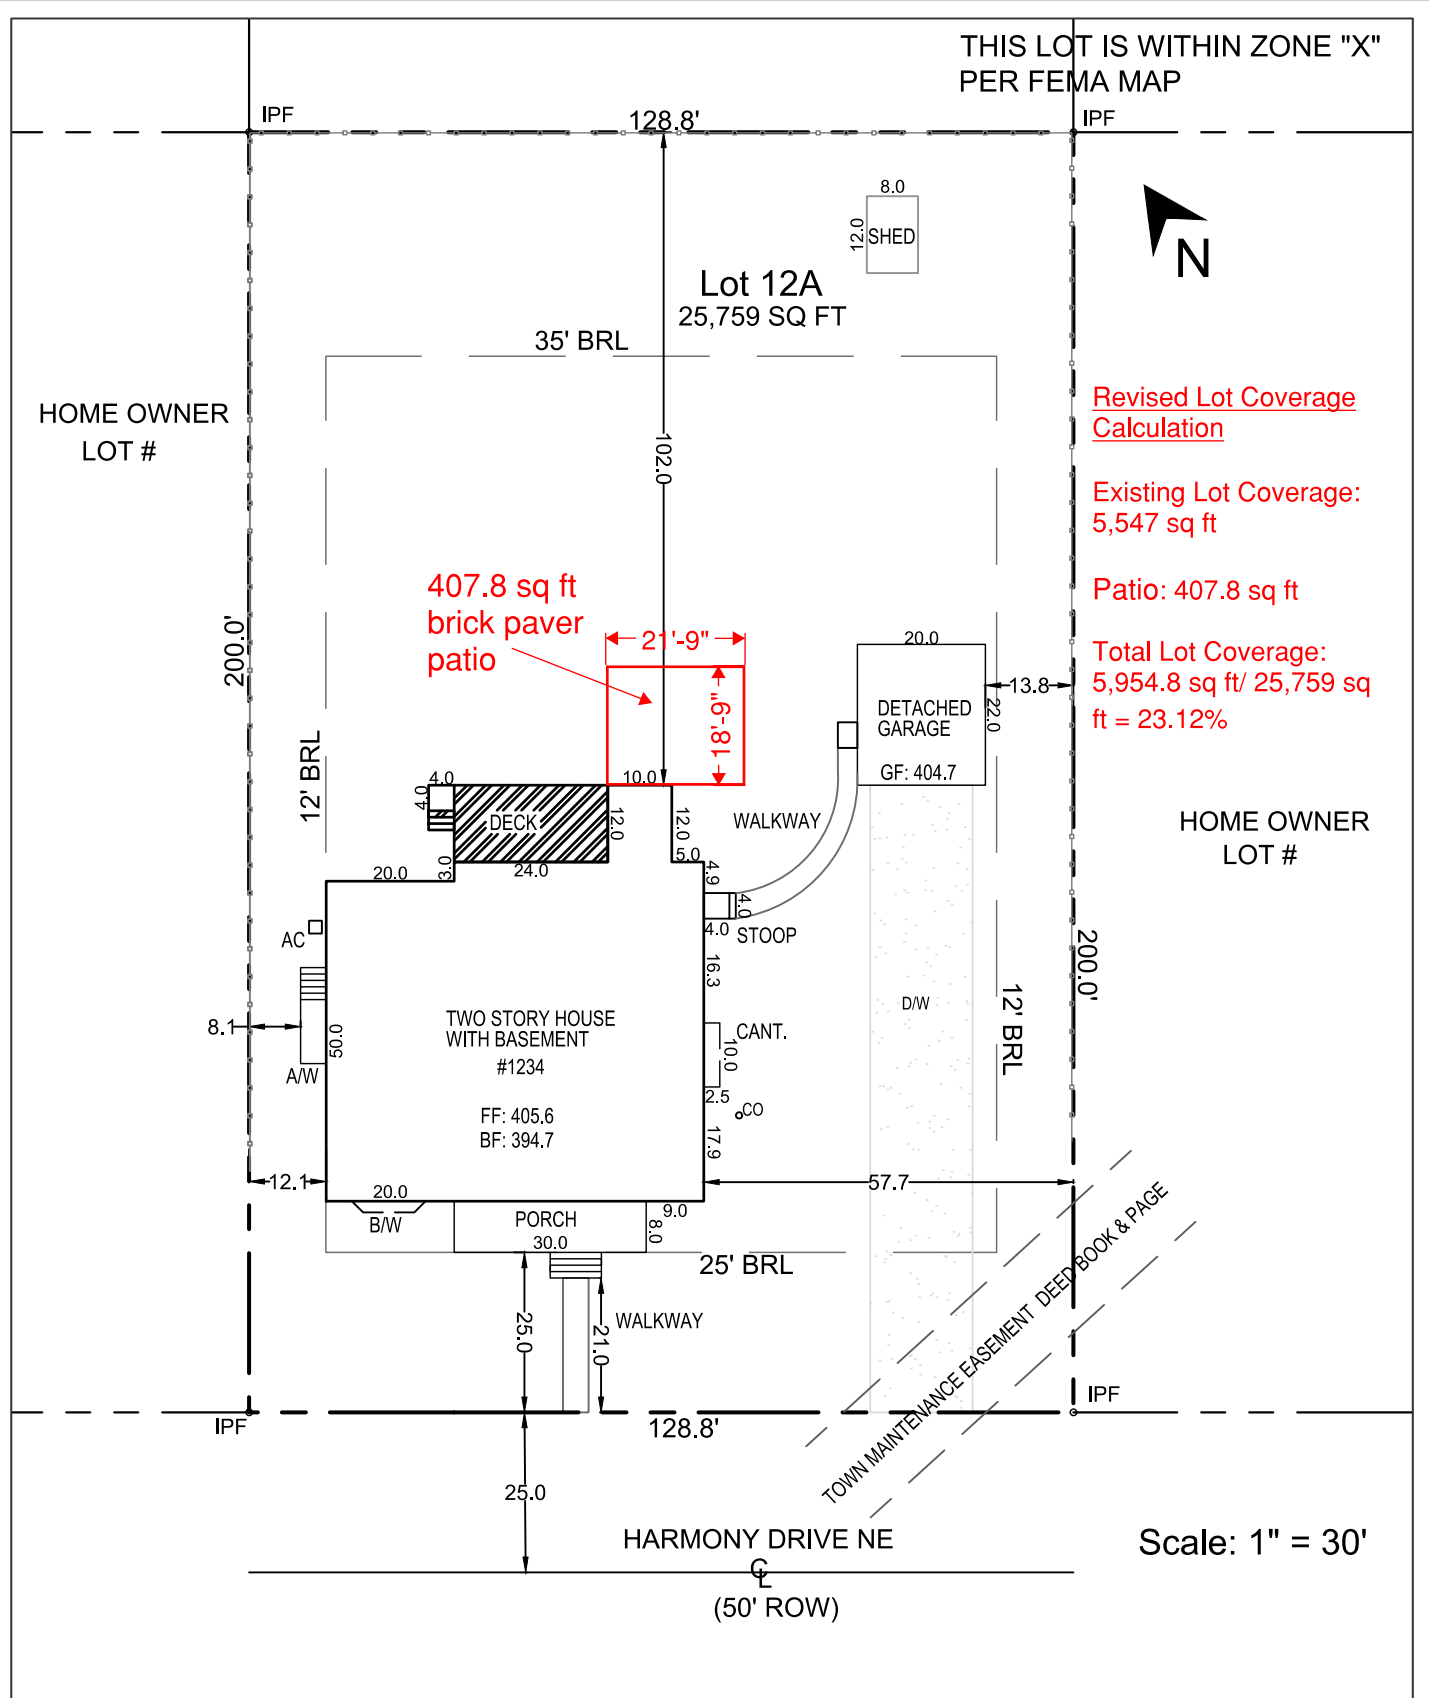 THIS LOT IS WITHIN ZONE "X"
PER FEMA MAP
IPF
128.8'
IPF
8.0
12.0
SHED
N
Lot 12A
25,759 SQ FT
35' BRL
HOME OWNER
LOT #
102.0
Revised Lot Coverage
Calculation
Existing Lot Coverage:
5,547 sq ft
Patio: 407.8 sq ft
Total Lot Coverage:
5,954.8 sq ft/ 25,759 sq
ft = 23.12%
407.8 sq ft
brick paver
patio
21'-9"
18'-9"
200.0'
20.0
13.8
22.0
DETACHED
GARAGE
GF: 404.7
12' BRL
4.0
4.0
DECK
10.0
12.0
12.0
5.0
WALKWAY
HOME OWNER
LOT #
20.0
3.0
24.0
4.9
4.0
4.0
STOOP
AC
16.3
200.0'
D/W
12' BRL
8.1
50.0
A/W
TWO STORY HOUSE
WITH BASEMENT
#1234
FF: 405.6
BF: 394.7
CANT.
10.0
2.5
CO
17.9
12.1
20.0
57.7
B/W
PORCH
30.0
9.0
8.0
25' BRL
25.0
21.0
WALKWAY
TOWN MAINTENANCE EASEMENT DEED BOOK & PAGE
IPF
IPF
128.8'
25.0
HARMONY DRIVE NE
CL
(50' ROW)
Scale: 1" = 30'